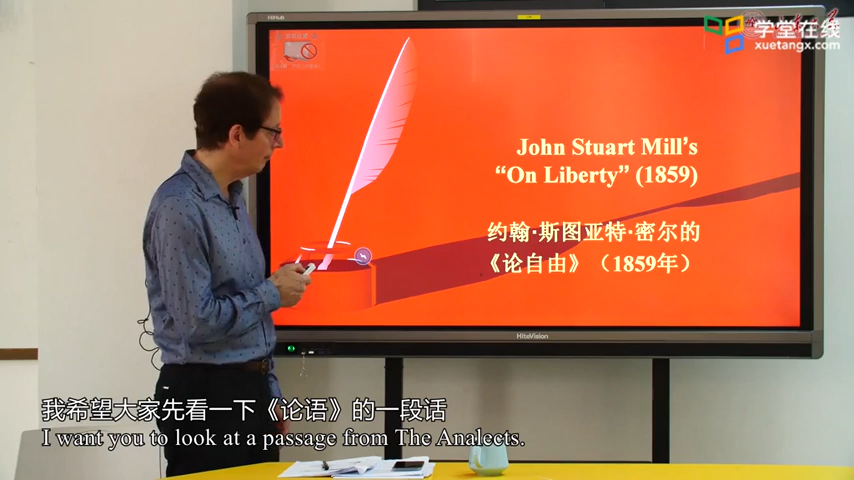 HiHub
学堂在线
xuetangx.com
John Stuart Mill's
“On Liberty” (1859)
约翰·斯图亚特·密尔的
《论自由》（1859年）
HiteVision
我希望大家先看一下《论语》的一段话
I want you to look at a passage from The Analects.